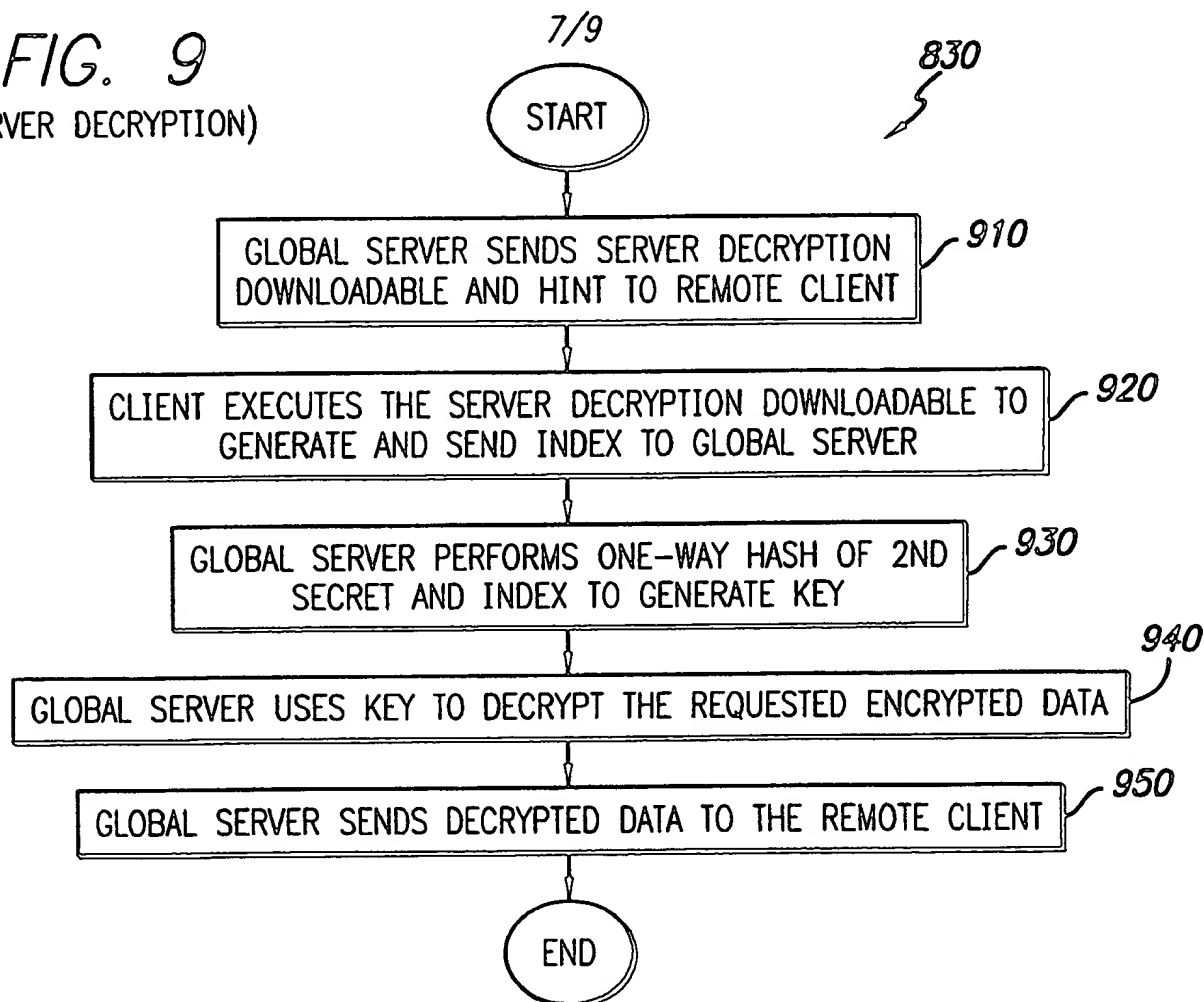 FIG. 9
RVER DECRYPTION)
7/9
830
START
GLOBAL SERVER SENDS SERVER DECRYPTION
DOWNLOADABLE AND HINT TO REMOTE CLIENT
910
CLIENT EXECUTES THE SERVER DECRYPTION DOWNLOADABLE TO
GENERATE AND SEND INDEX TO GLOBAL SERVER
920
GLOBAL SERVER PERFORMS ONE-WAY HASH OF 2ND
SECRET AND INDEX TO GENERATE KEY
930
GLOBAL SERVER USES KEY TO DECRYPT THE REQUESTED ENCRYPTED DATA
940
GLOBAL SERVER SENDS DECRYPTED DATA TO THE REMOTE CLIENT
950
END